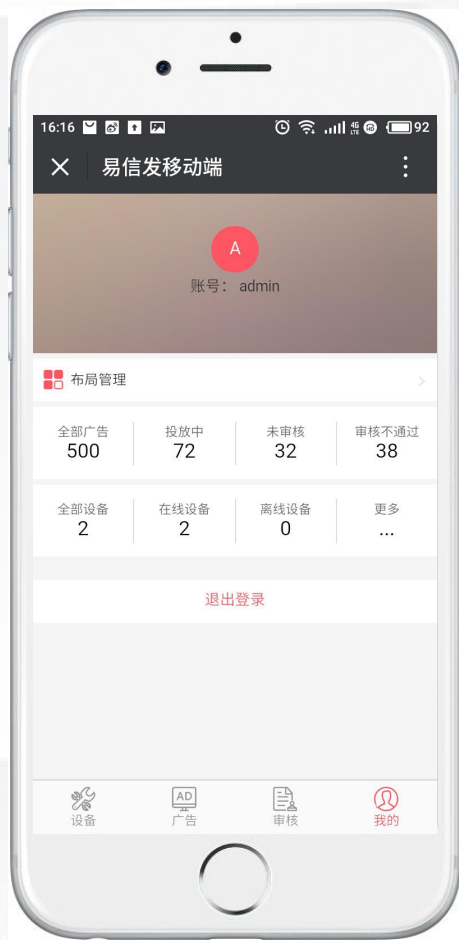 16:16 4G LTE 92
易信发移动端
A
账号： admin
布局管理
全部广告 投放中 未审核 审核不通过
500 72 32 38
全部设备 在线设备 离线设备 更多
2 2 0 ...
退出登录
AD
设备 广告 审核 我的